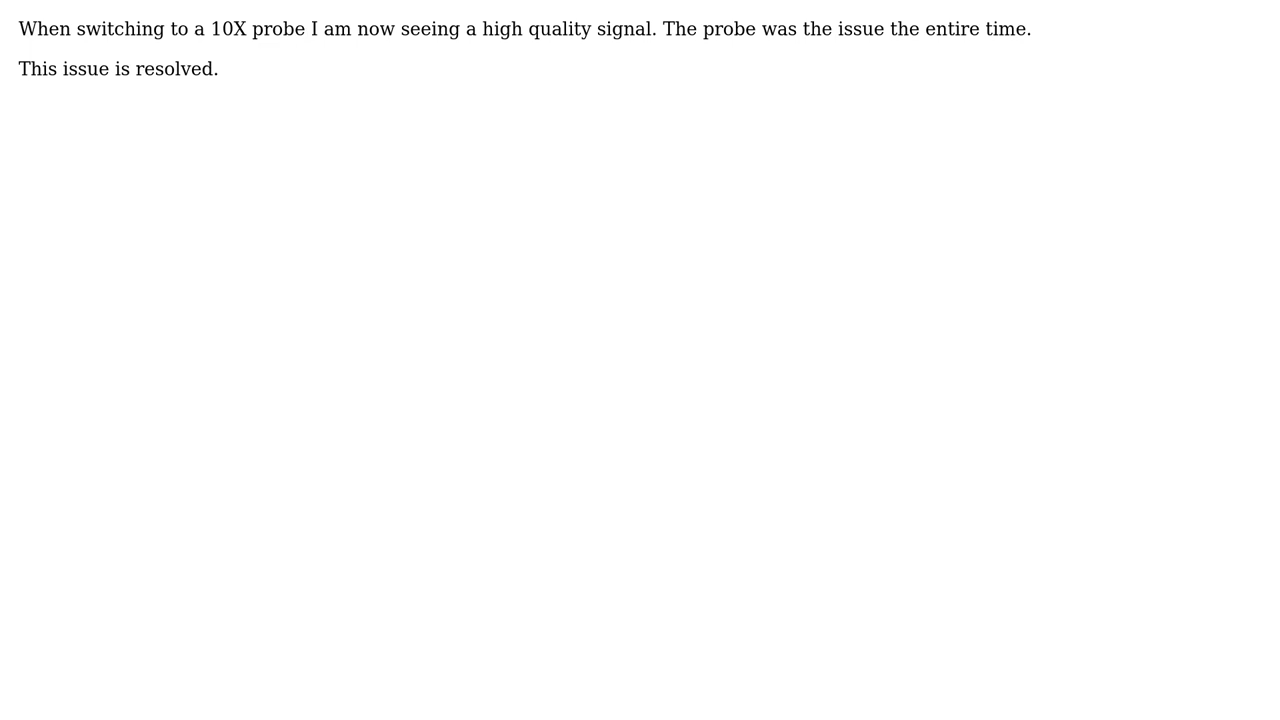 When switching to a 10X probe I am now seeing a high quality signal. The probe was the issue the entire time.
This issue is resolved.